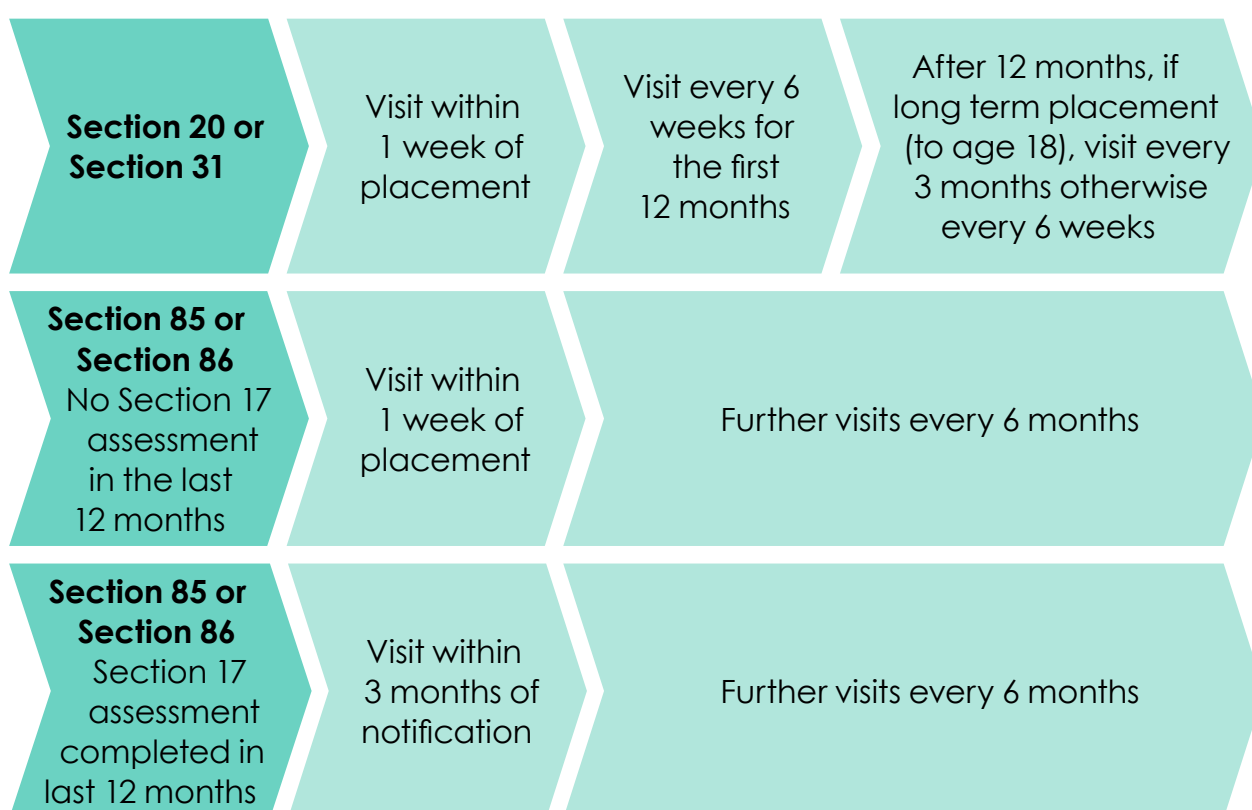 Section 20 or
Section 31
Visit within
1 week of
placement
Visit every 6
weeks for
the first
12 months
After 12 months, if
long term placement
(to age 18), visit every
3 months otherwise
every 6 weeks
Section 85 or
Section 86
No Section 17
assessment
in the last
12 months
Visit within
1 week of
placement
Further visits every 6 months
Section 85 or
Section 86
Section 17
assessment
completed in
last 12 months
Visit within
3 months of
notification
Further visits every 6 months